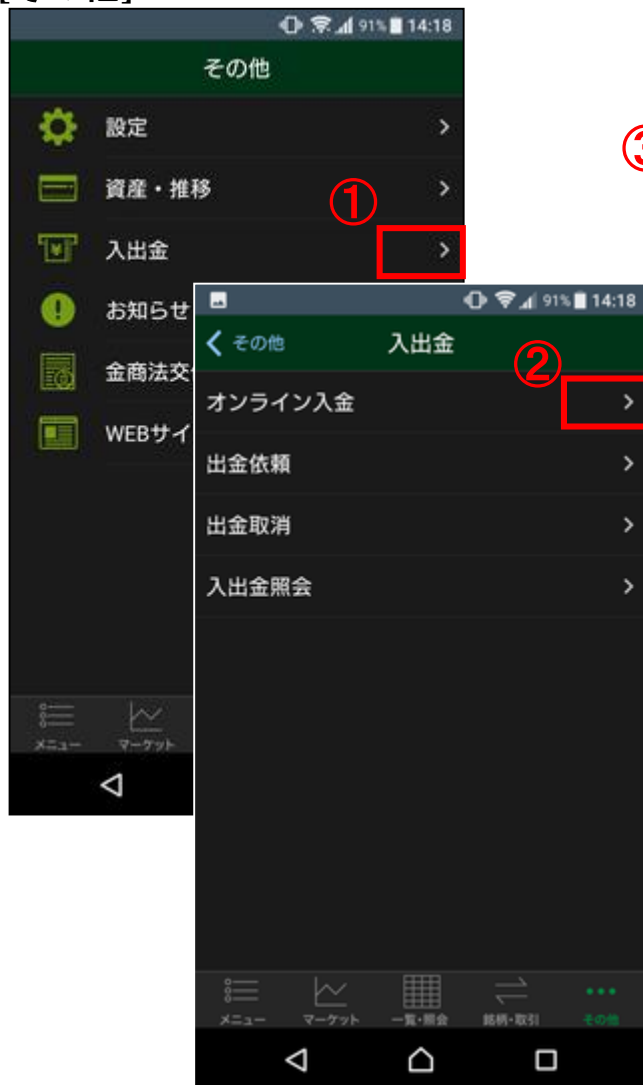 91% 14:18
その他
設定
資産・推移
①
入出金
お知らせ
金商法交
WEBサイ
メニュー
マーケット
③
91% 14:18
その他
入出金
②
オンライン入金
出金依頼
出金取消
入出金照会
メニュー
マーケット
一覧・照会
銘柄・取引
その他